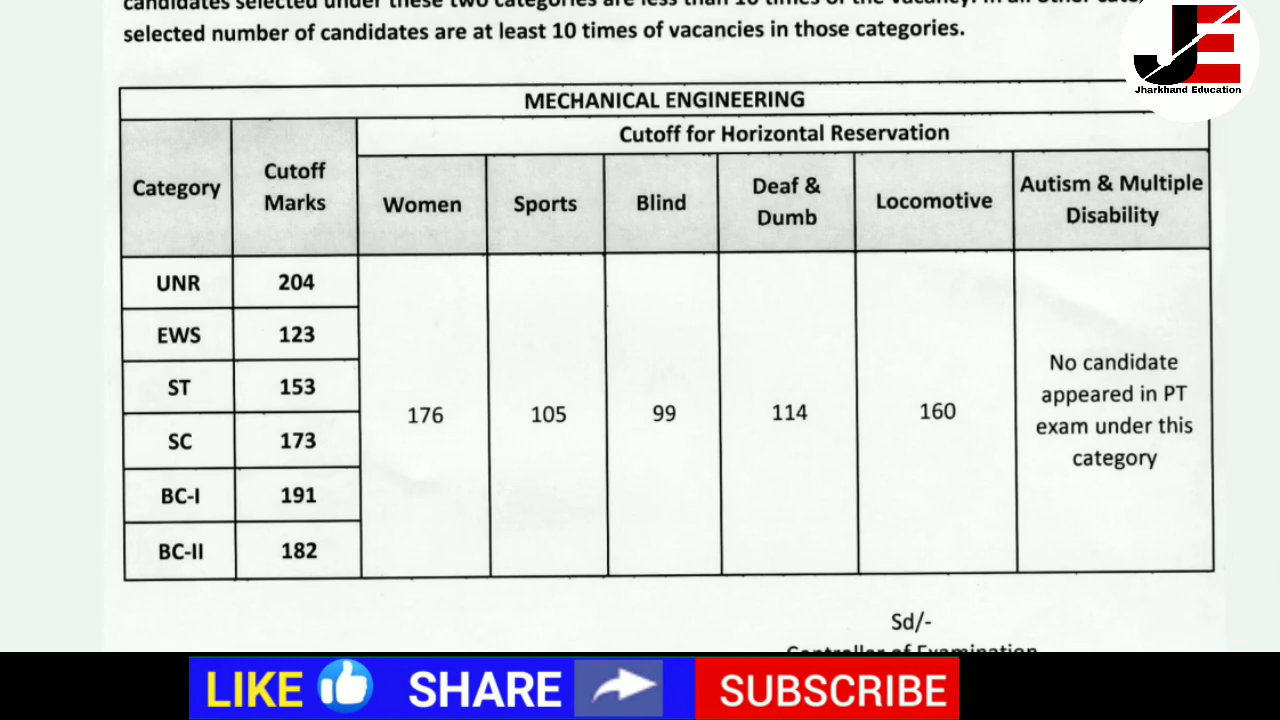 selected number of candidates are at least 10 times of vacancies in those categories.
Jharkhand Education
MECHANICAL ENGINEERING
Category
Cutoff
Marks
Cutoff for Horizontal Reservation
Women
Sports
Blind
Deaf &
Dumb
Locomotive
Autism & Multiple
Disability
UNR 204
EWS 123
ST 153
SC 173
BC-I 191
BC-II 182
176
105
99
114
160
No candidate
appeared in PT
exam under this
category
Sd/-
Controller of Examination
LIKE SHARE SUBSCRIBE